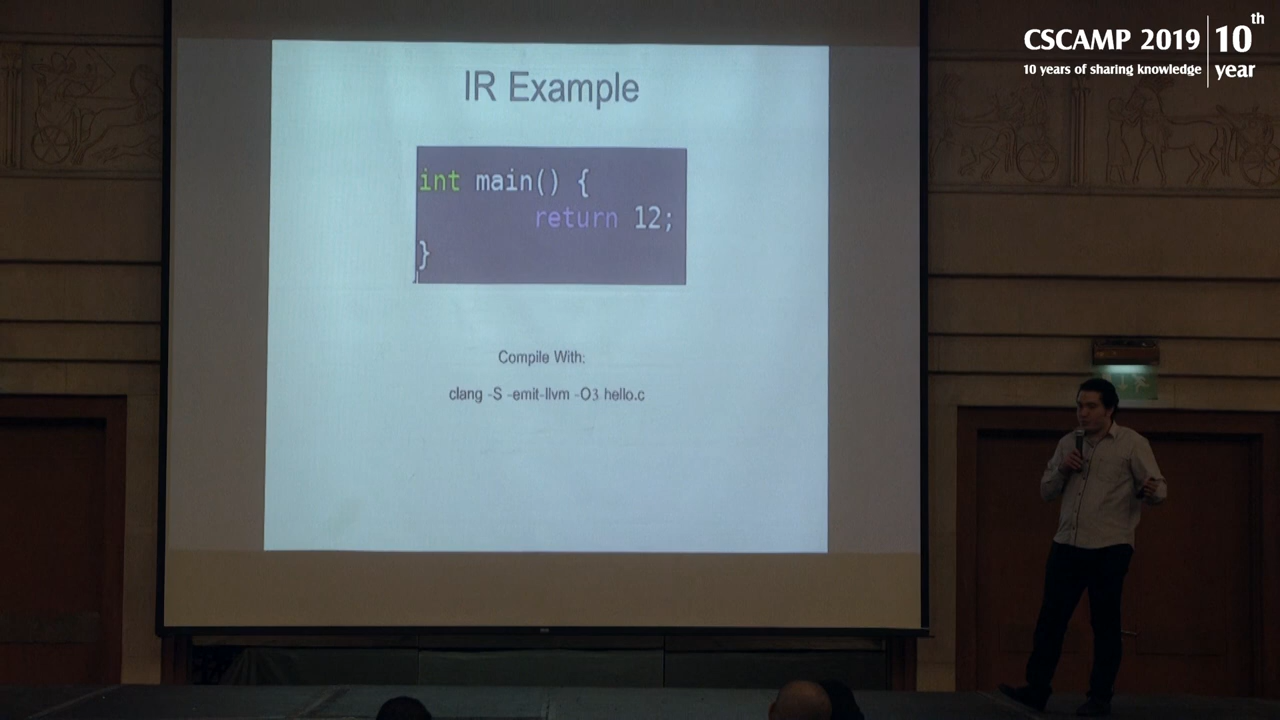 CSCAMP 2019
10 years of sharing knowledge
10th
year
IR Example
int main() {
return 12;
}
Compile With:
clang -S -emit-llvm -O3 hello.c